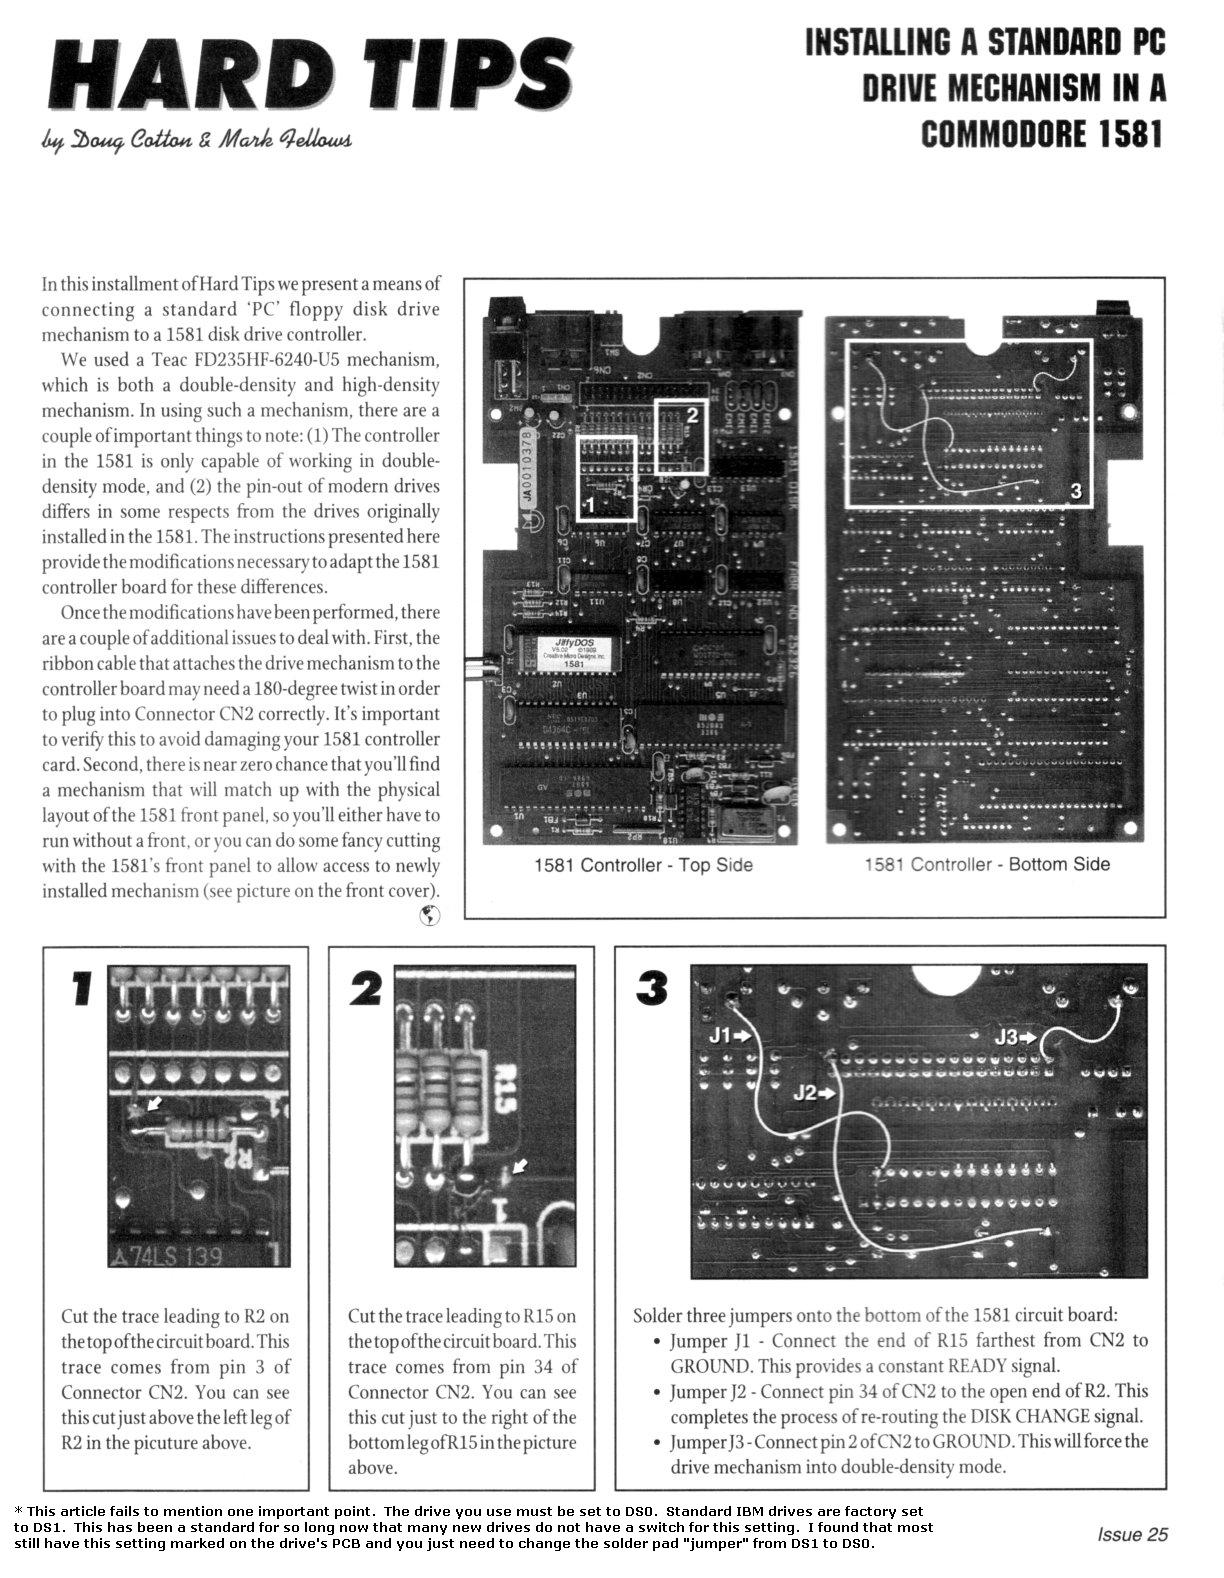 HARD TIPS
by Doug Cotton & Mark Fellows
INSTALLING A STANDARD PC
DRIVE MECHANISM IN A
COMMODORE 1581
In this installment of Hard Tips we present a means of
connecting a standard ‘PC’ floppy disk drive
mechanism to a 1581 disk drive controller.
We used a Teac FD235HF-6240-U5 mechanism,
which is both a double-density and high-density
mechanism. In using such a mechanism, there are a
couple of important things to note: (1) The controller
in the 1581 is only capable of working in double-
density mode, and (2) the pin-out of modern drives
differs in some respects from the drives originally
installed in the 1581. The instructions presented here
provide the modifications necessary to adapt the 1581
controller board for these differences.
Once the modifications have been performed, there
are a couple of additional issues to deal with. First, the
ribbon cable that attaches the drive mechanism to the
controller board may need a 180-degree twist in order
to plug into Connector CN2 correctly. It's important
to verify this to avoid damaging your 1581 controller
card. Second, there is near zero chance that you'll find
a mechanism that will match up with the physical
layout of the 1581 front panel, so you'll either have to
run without a front, or you can do some fancy cutting
with the 1581's front panel to allow access to newly
installed mechanism (see picture on the front cover).
2
1
3
JA0010378
JiffyDOS
1581
1581 Controller - Top Side
1581 Controller - Bottom Side
1
R2
74LS 139
Cut the trace leading to R2 on
the top of the circuit board. This
trace comes from pin 3 of
Connector CN2. You can see
this cut just above the left leg of
R2 in the picuture above.
2
R15
Cut the trace leading to R15 on
the top of the circuit board. This
trace comes from pin 34 of
Connector CN2. You can see
this cut just to the right of the
bottom leg of R15 in the picture
above.
3
J1
J3
J2
Solder three jumpers onto the bottom of the 1581 circuit board:
• Jumper J1 - Connect the end of R15 farthest from CN2 to
GROUND. This provides a constant READY signal.
• Jumper J2 - Connect pin 34 of CN2 to the open end of R2. This
completes the process of re-routing the DISK CHANGE signal.
• Jumper J3 - Connect pin 2 of CN2 to GROUND. This will force the
drive mechanism into double-density mode.
* This article fails to mention one important point. The drive you use must be set to DS0. Standard IBM drives are factory set
to DS1. This has been a standard for so long now that many new drives do not have a switch for this setting. I found that most
still have this setting marked on the drive's PCB and you just need to change the solder pad "jumper" from DS1 to DS0.
Issue 25